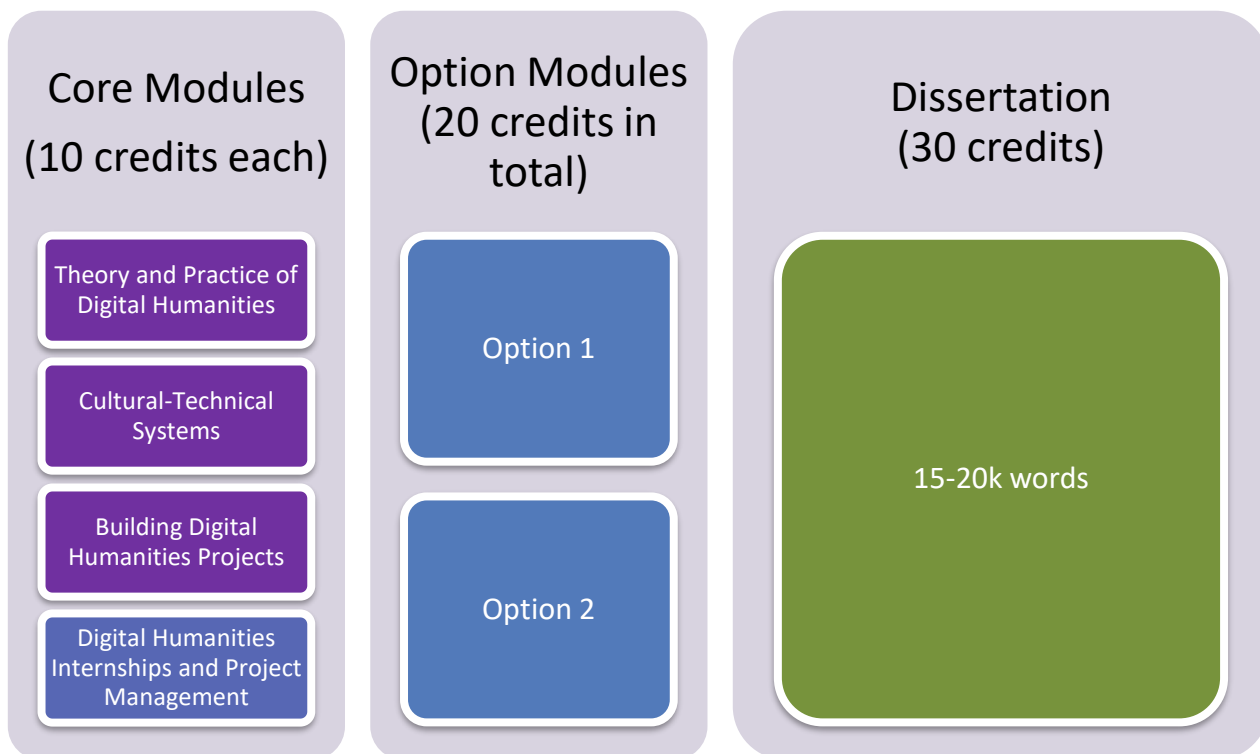 Core Modules
(10 credits each)
Theory and Practice of
Digital Humanities
Cultural-Technical
Systems
Building Digital
Humanities Projects
Digital Humanities
Internships and Project
Management
Option Modules
(20 credits in
total)
Option 1
Option 2
Dissertation
(30 credits)
15-20k words